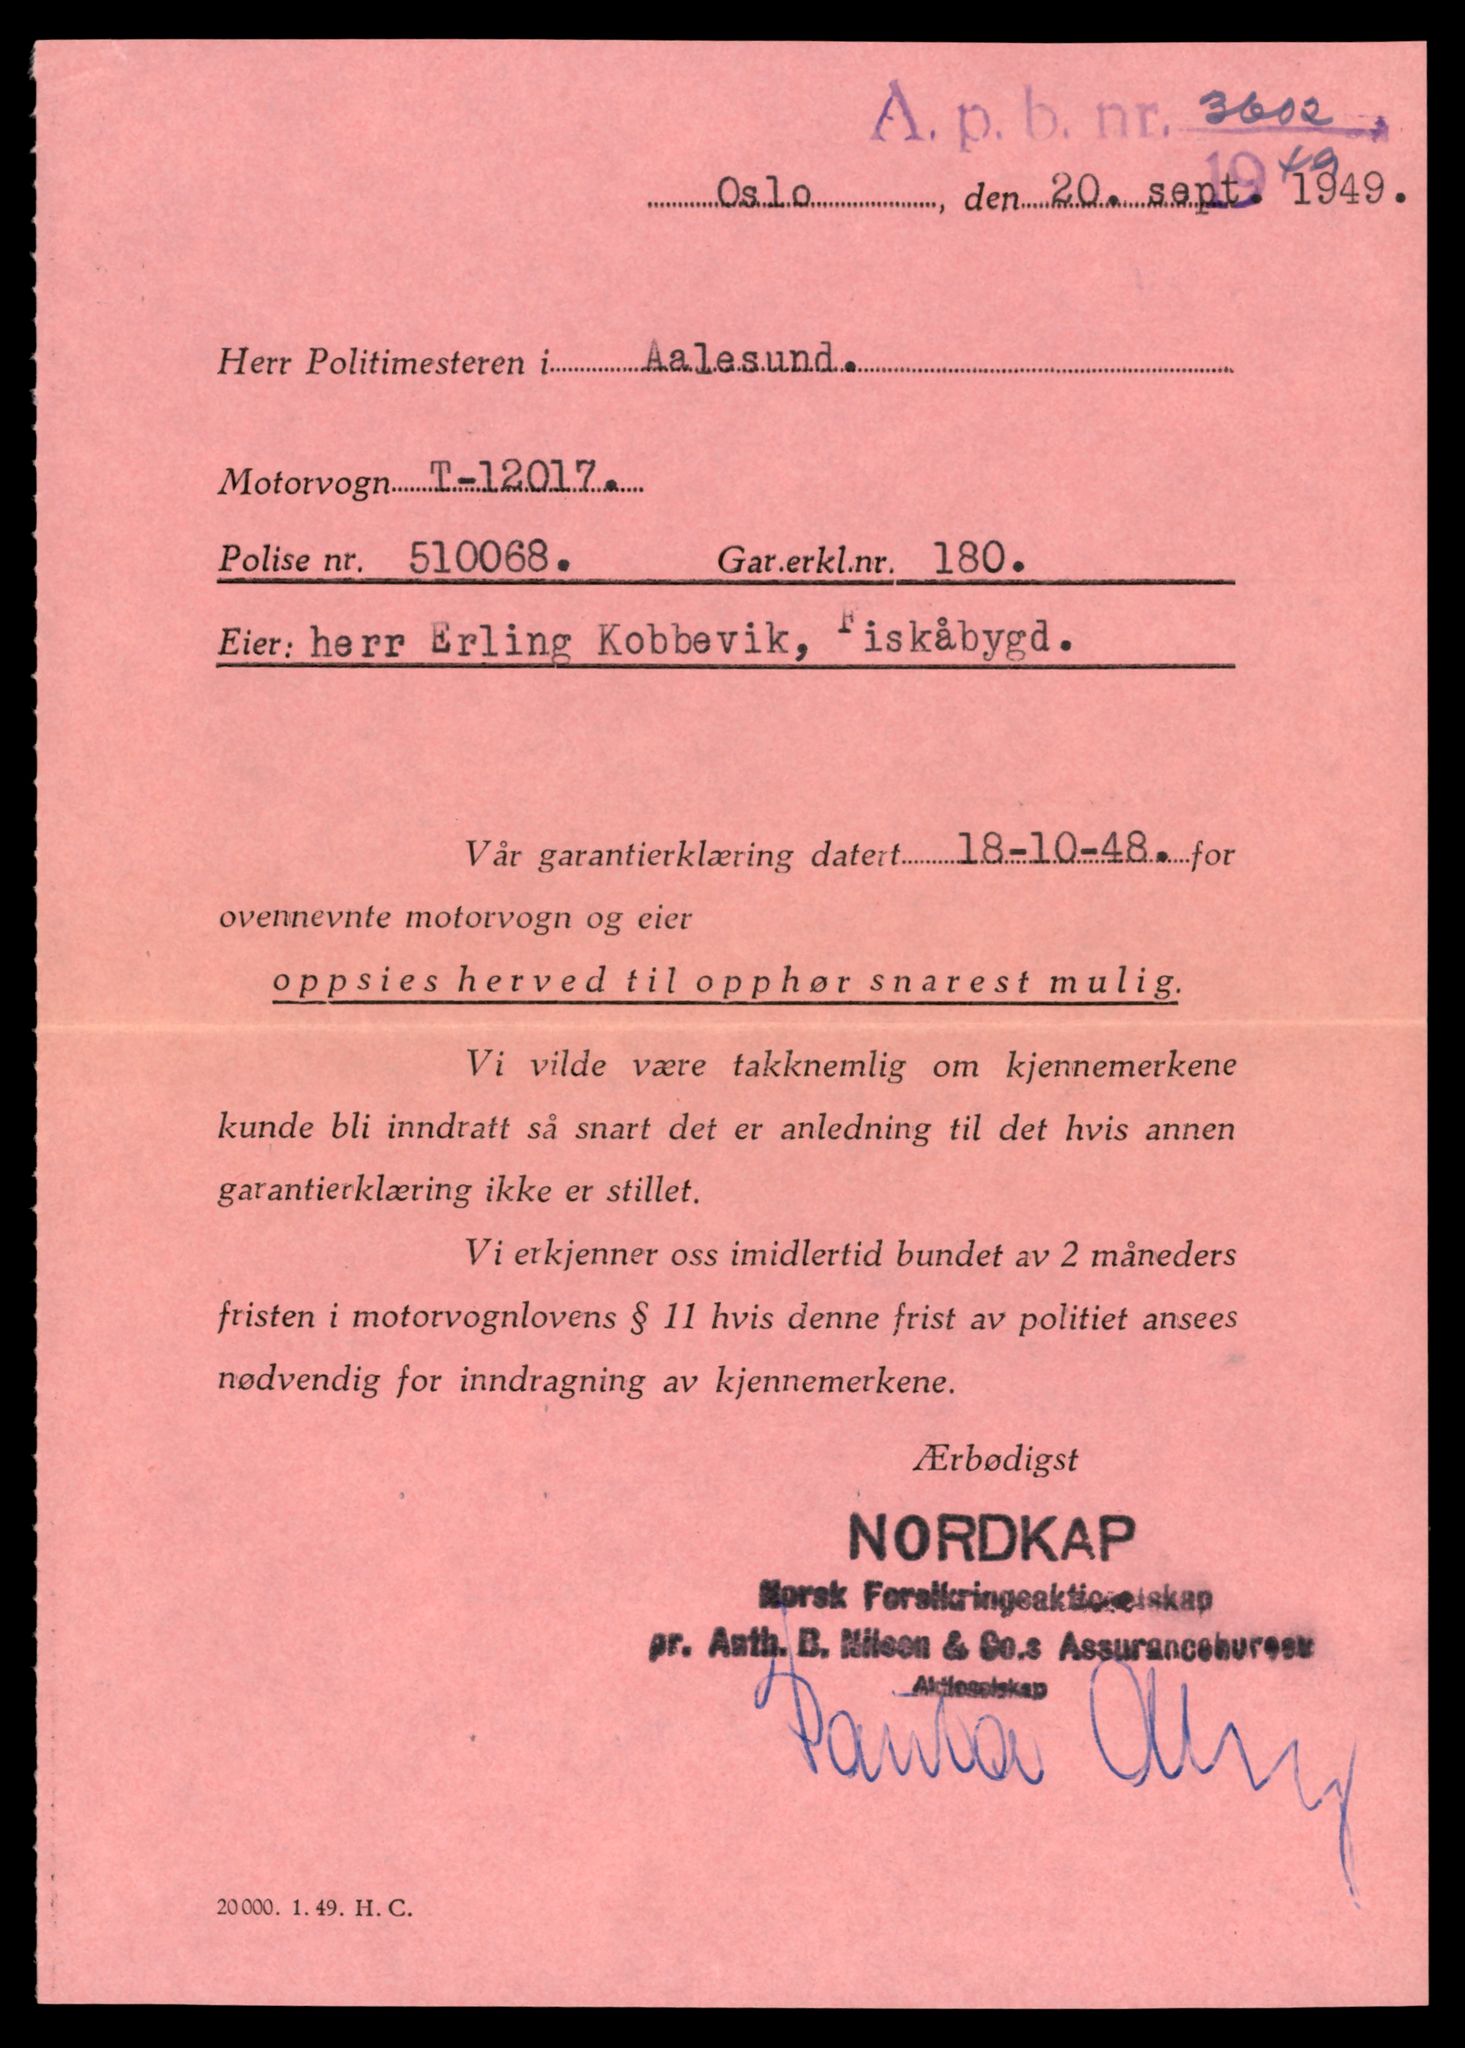 A. p. b. nr. 3602
1949
Oslo, den 20. sept. 1949.
Herr Politimesteren i Aalesund.
Motorvogn T-12017.
Polise nr. 510068. Gar.erkl.nr. 180.
Eier: herr Erling Kobbevik, Fiskåbygd.
Vår garantierklæring datert 18-10-48. for
ovennevnte motorvogn og eier
oppsies herved til opphør snarest mulig.
Vi vilde være takknemlig om kjennemerkene
kunde bli inndratt så snart det er anledning til det hvis annen
garantierklæring ikke er stillet.
Vi erkjenner oss imidlertid bundet av 2 måneders
fristen i motorvognlovens § 11 hvis denne frist av politiet ansees
nødvendig for inndragning av kjennemerkene.
Ærbødigst
NORDKAP
Norsk Forsikringsaktieselskap
pr. Anth. B. Nilsen & Co.s Assurancebureau
Aktieselskap
20000. 1. 49. H. C.